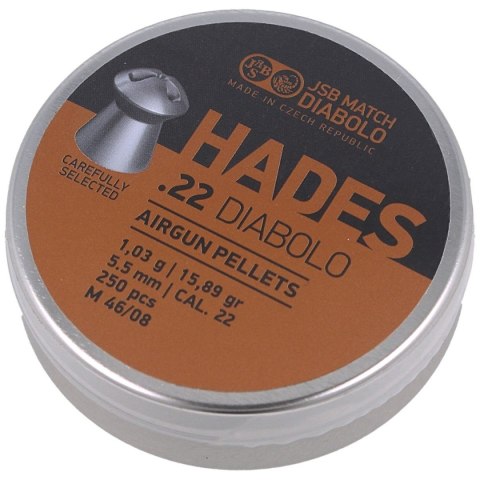 JSB
JSB MATCH
DIABOLO
MADE IN CZECH REPUBLIC
CAREFULLY
SELECTED
HADES
.22 DIABOLO
AIRGUN PELLETS
1,03 g / 15,89 gr
5.5 mm / CAL. 22
250 pcs
M 46/08